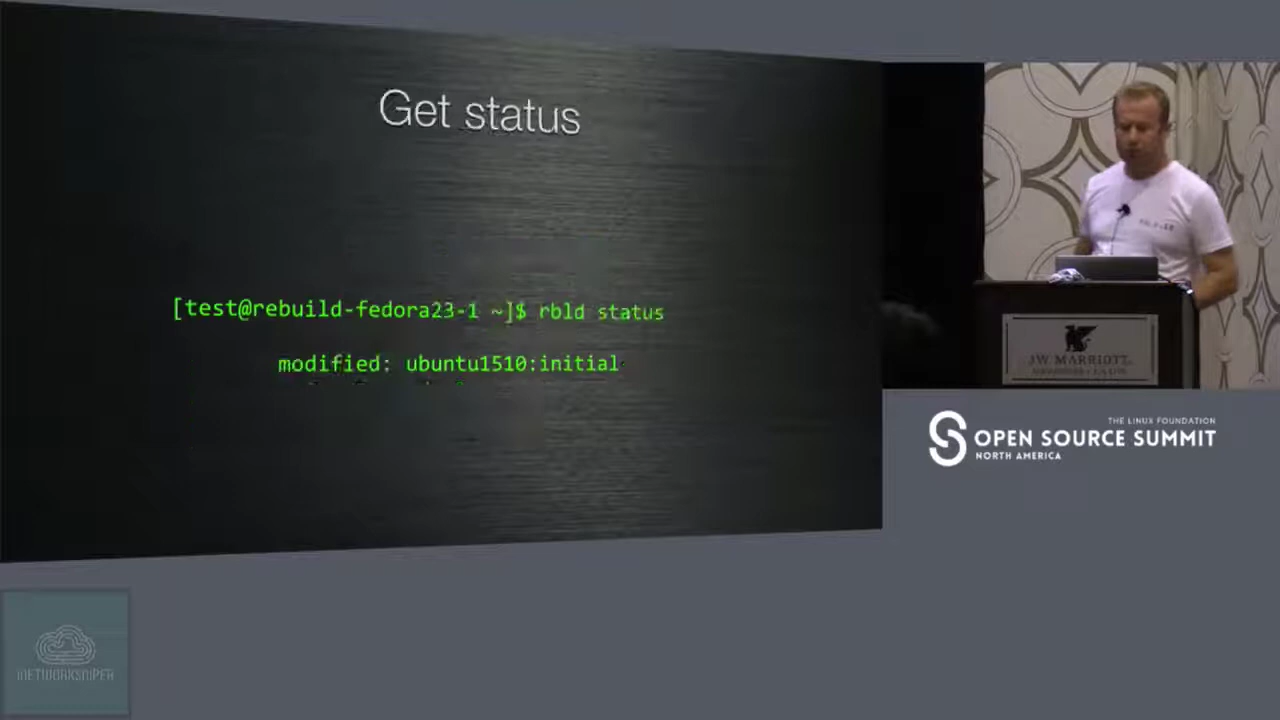 Get status
[test@rebuild-fedora23-1 ~]$ rbld status
modified: ubuntu1510:initial
JW MARRIOTT
THE LINUX FOUNDATION
OPEN SOURCE SUMMIT
NORTH AMERICA